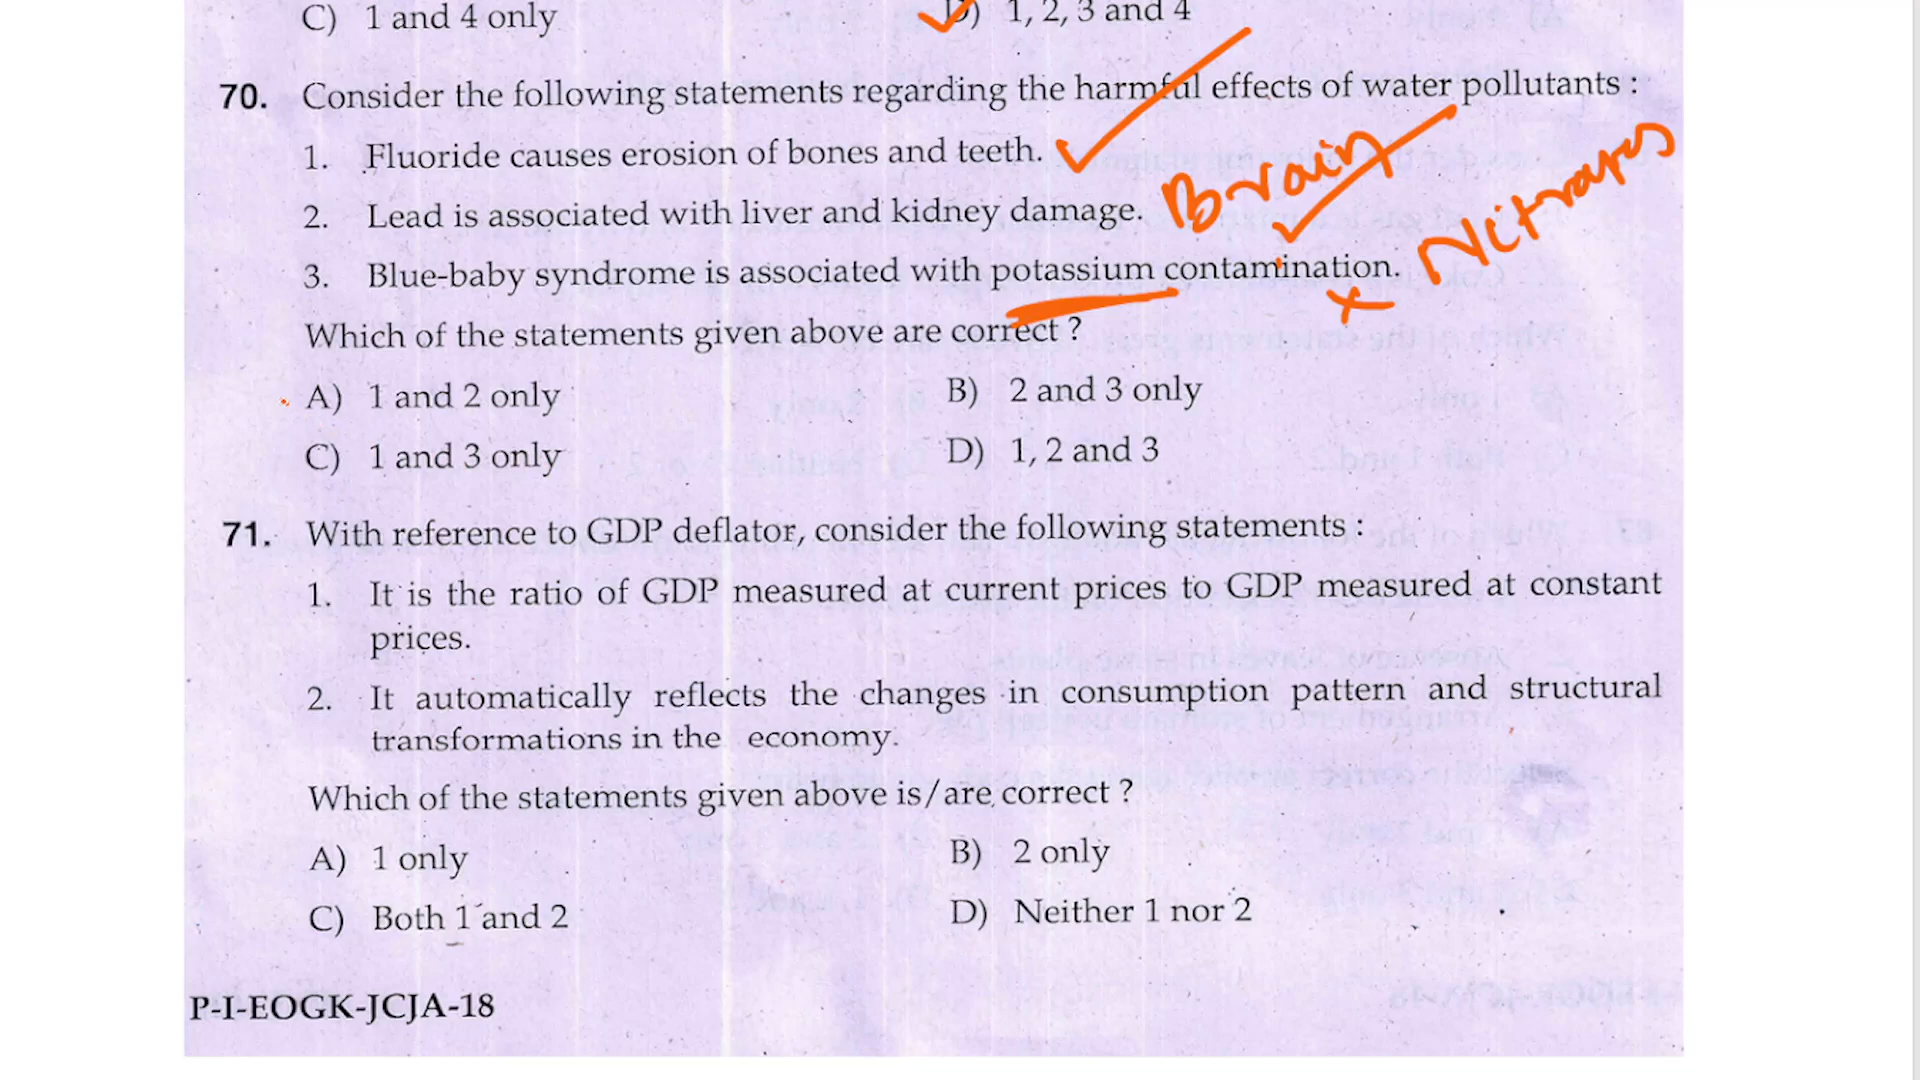 C) 1 and 4 only D) 1, 2, 3 and 4
70. Consider the following statements regarding the harmful effects of water pollutants :
1. Fluoride causes erosion of bones and teeth.
Brain
2. Lead is associated with liver and kidney damage.
Nitrates
3. Blue-baby syndrome is associated with potassium contamination.
Which of the statements given above are correct ?
A) 1 and 2 only B) 2 and 3 only
C) 1 and 3 only D) 1, 2 and 3
71. With reference to GDP deflator, consider the following statements :
1. It is the ratio of GDP measured at current prices to GDP measured at constant
prices.
2. It automatically reflects the changes in consumption pattern and structural
transformations in the economy.
Which of the statements given above is/are correct ?
A) 1 only B) 2 only
C) Both 1 and 2 D) Neither 1 nor 2
P-I-EOGK-JCJA-18